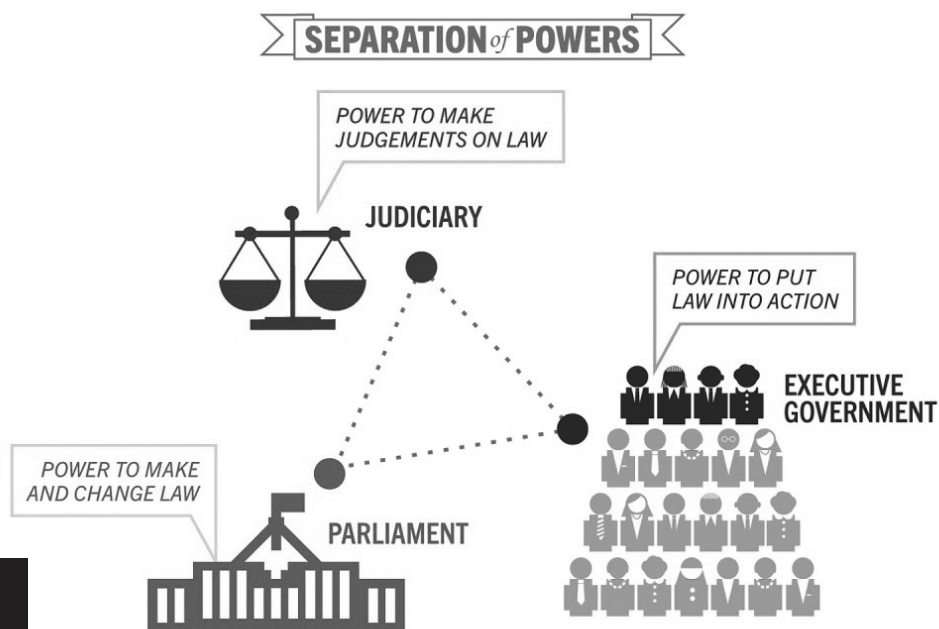 SEPARATION of POWERS
POWER TO MAKE
JUDGEMENTS ON LAW
JUDICIARY
POWER TO PUT
LAW INTO ACTION
EXECUTIVE
GOVERNMENT
POWER TO MAKE
AND CHANGE LAW
PARLIAMENT